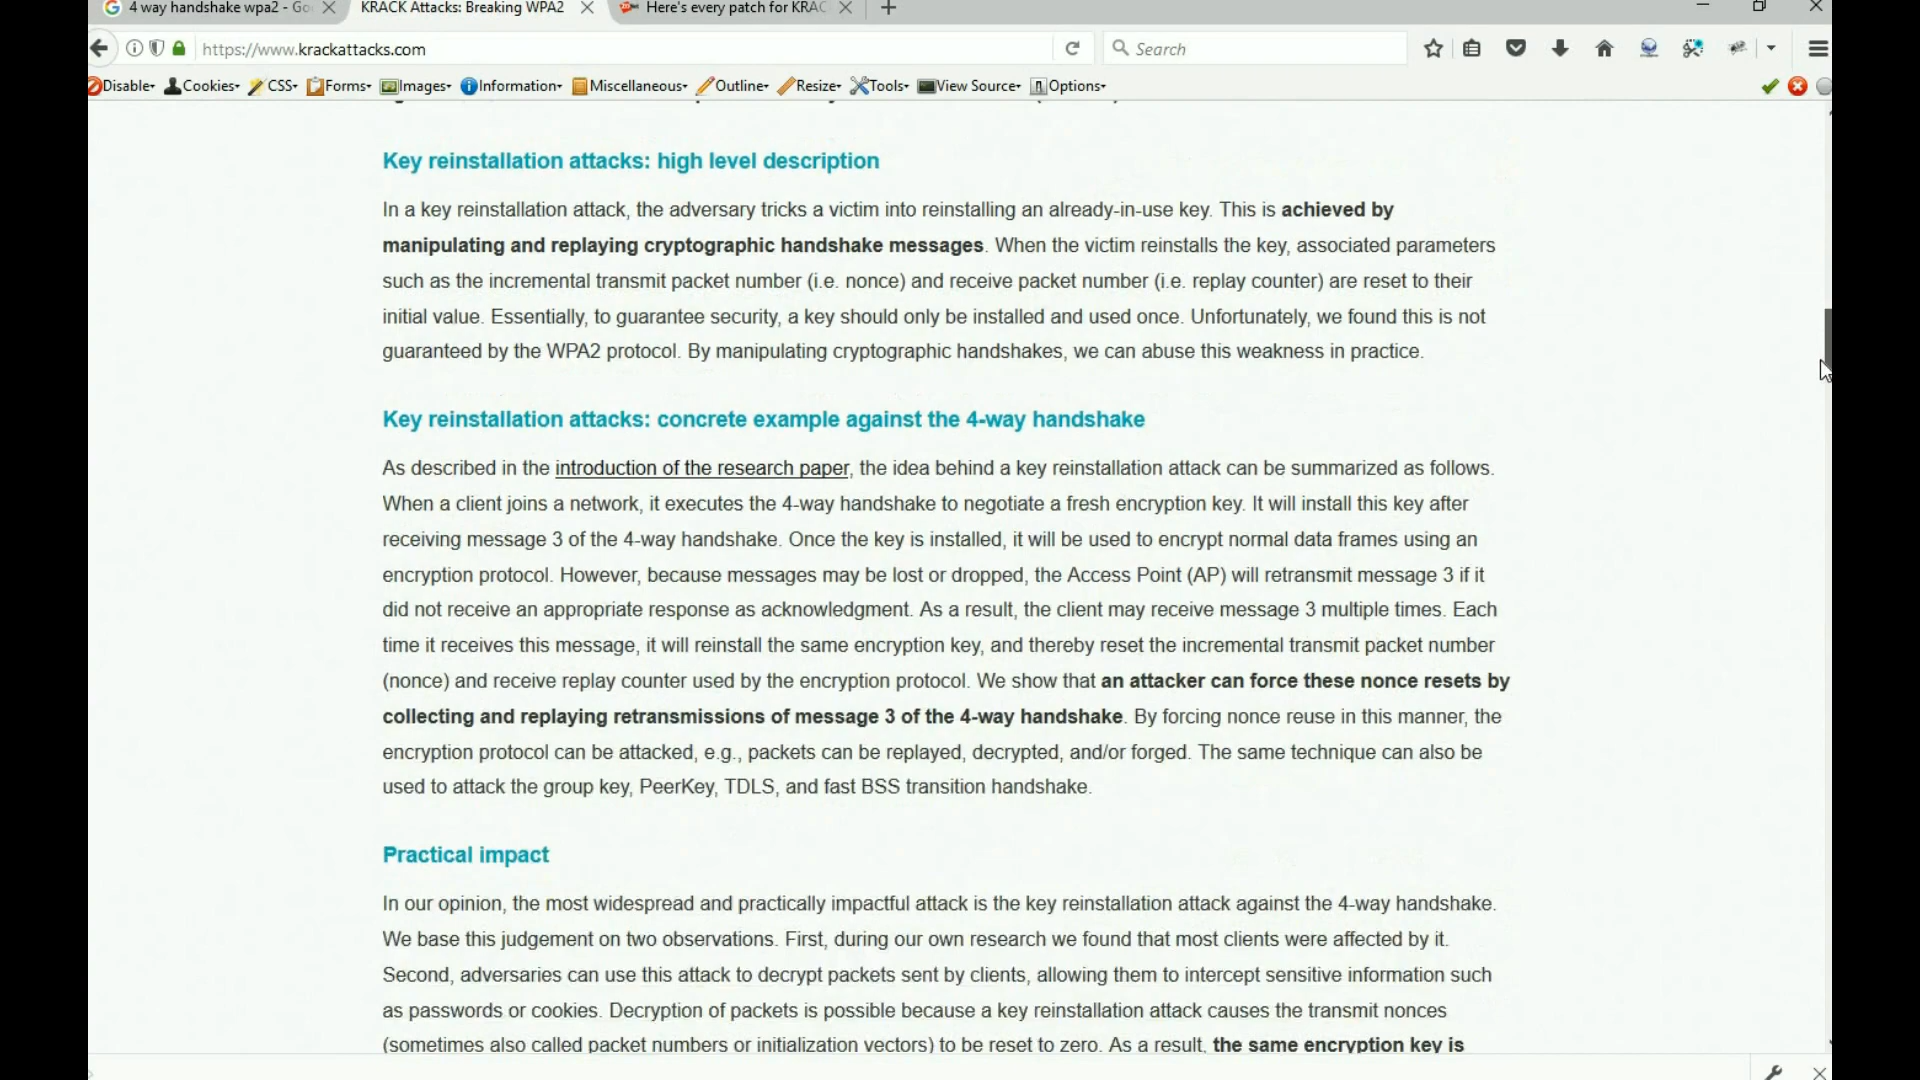 4 way handshake wpa2 - Go
KRACK Attacks: Breaking WPA2
Here's every patch for KRAC
https://www.krackattacks.com
Search
Disable Cookies CSS Forms Images Information Miscellaneous Outline Resize Tools View Source Options
Key reinstallation attacks: high level description
In a key reinstallation attack, the adversary tricks a victim into reinstalling an already-in-use key. This is achieved by
manipulating and replaying cryptographic handshake messages. When the victim reinstalls the key, associated parameters
such as the incremental transmit packet number (i.e. nonce) and receive packet number (i.e. replay counter) are reset to their
initial value. Essentially, to guarantee security, a key should only be installed and used once. Unfortunately, we found this is not
guaranteed by the WPA2 protocol. By manipulating cryptographic handshakes, we can abuse this weakness in practice.
Key reinstallation attacks: concrete example against the 4-way handshake
As described in the introduction of the research paper, the idea behind a key reinstallation attack can be summarized as follows.
When a client joins a network, it executes the 4-way handshake to negotiate a fresh encryption key. It will install this key after
receiving message 3 of the 4-way handshake. Once the key is installed, it will be used to encrypt normal data frames using an
encryption protocol. However, because messages may be lost or dropped, the Access Point (AP) will retransmit message 3 if it
did not receive an appropriate response as acknowledgment. As a result, the client may receive message 3 multiple times. Each
time it receives this message, it will reinstall the same encryption key, and thereby reset the incremental transmit packet number
(nonce) and receive replay counter used by the encryption protocol. We show that an attacker can force these nonce resets by
collecting and replaying retransmissions of message 3 of the 4-way handshake. By forcing nonce reuse in this manner, the
encryption protocol can be attacked, e.g., packets can be replayed, decrypted, and/or forged. The same technique can also be
used to attack the group key, PeerKey, TDLS, and fast BSS transition handshake.
Practical impact
In our opinion, the most widespread and practically impactful attack is the key reinstallation attack against the 4-way handshake.
We base this judgement on two observations. First, during our own research we found that most clients were affected by it.
Second, adversaries can use this attack to decrypt packets sent by clients, allowing them to intercept sensitive information such
as passwords or cookies. Decryption of packets is possible because a key reinstallation attack causes the transmit nonces
(sometimes also called packet numbers or initialization vectors) to be reset to zero. As a result, the same encryption key is